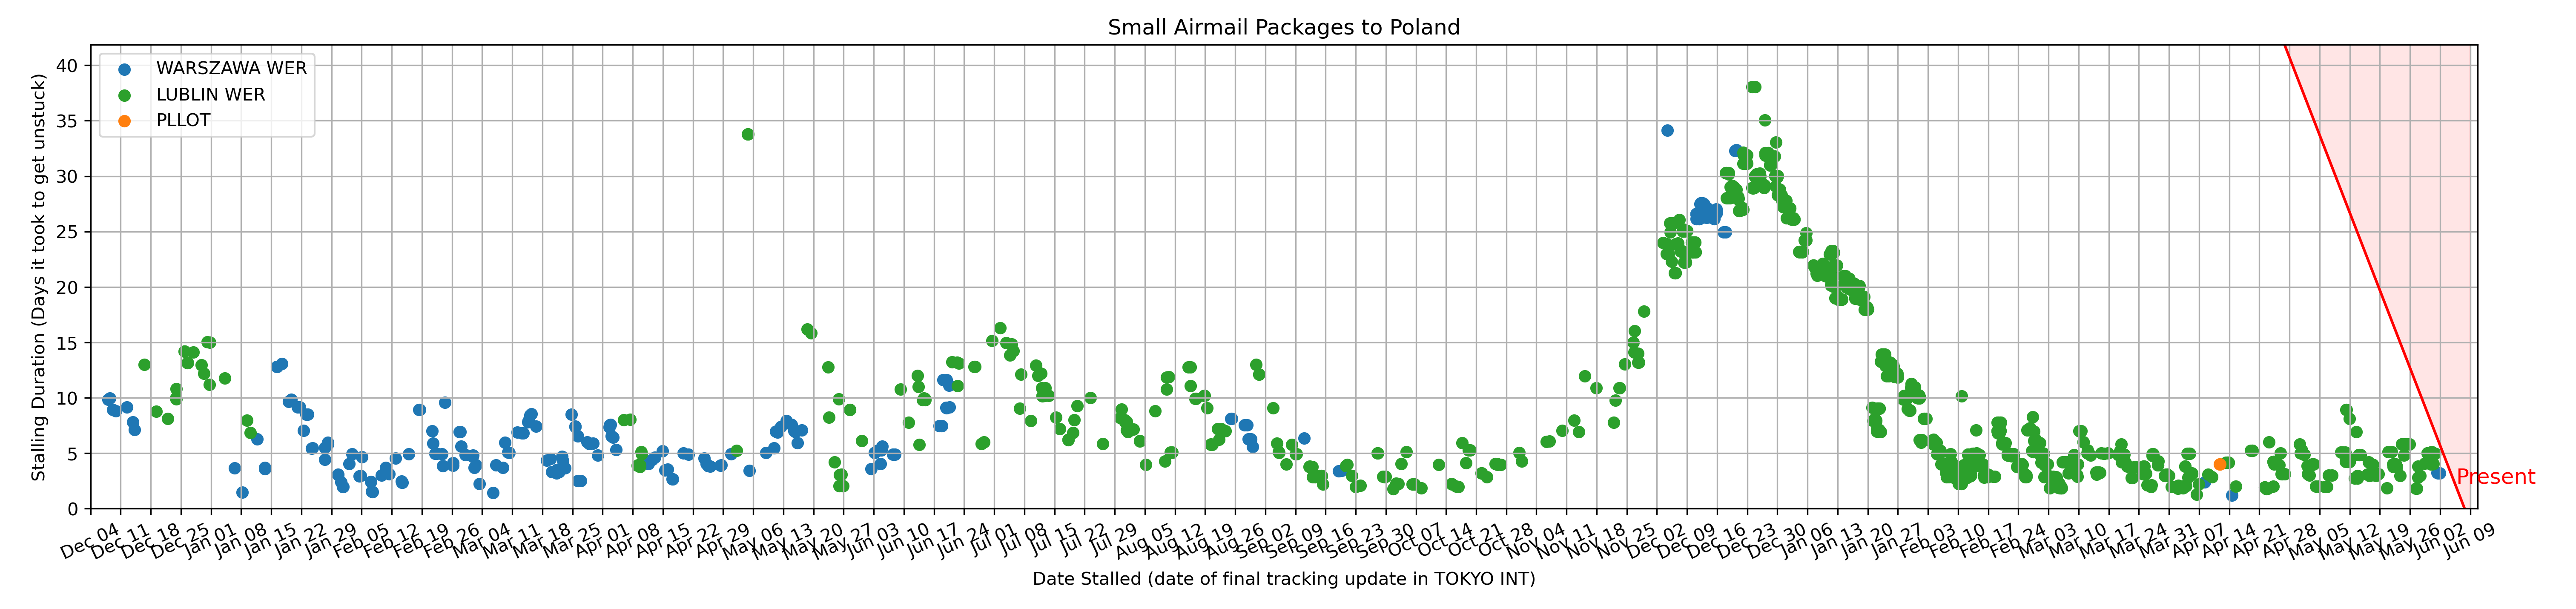 Small Airmail Packages to Poland
WARSZAWA WER
LUBLIN WER
PLLOT
Stalling Duration (Days it took to get unstuck)
40
35
30
25
20
15
10
5
0
Present
Dec 04 Dec 11 Dec 18 Dec 25 Jan 01 Jan 08 Jan 15 Jan 22 Jan 29 Feb 05 Feb 12 Feb 19 Feb 26 Mar 04 Mar 11 Mar 18 Mar 25 Apr 01 Apr 08 Apr 15 Apr 22 Apr 29 May 06 May 13 May 20 May 27 Jun 03 Jun 10 Jun 17 Jun 24 Jul 01 Jul 08 Jul 15 Jul 22 Jul 29 Aug 05 Aug 12 Aug 19 Aug 26 Sep 02 Sep 09 Sep 16 Sep 23 Sep 30 Oct 07 Oct 14 Oct 21 Oct 28 Nov 04 Nov 11 Nov 18 Nov 25 Dec 02 Dec 09 Dec 16 Dec 23 Dec 30 Jan 06 Jan 13 Jan 20 Jan 27 Feb 03 Feb 10 Feb 17 Feb 24 Mar 03 Mar 10 Mar 17 Mar 24 Mar 31 Apr 07 Apr 14 Apr 21 Apr 28 May 05 May 12 May 19 May 26 Jun 02 Jun 09
Date Stalled (date of final tracking update in TOKYO INT)